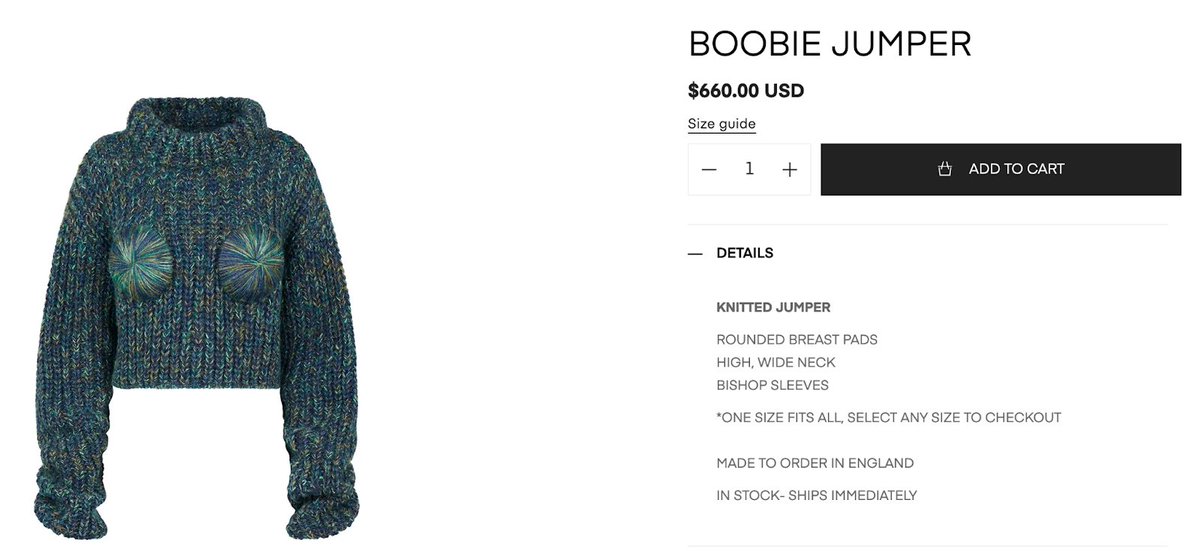 BOOBIE JUMPER
$660.00 USD
Size guide
— 1 +
ADD TO CART
— DETAILS
KNITTED JUMPER
ROUNDED BREAST PADS
HIGH, WIDE NECK
BISHOP SLEEVES
*ONE SIZE FITS ALL, SELECT ANY SIZE TO CHECKOUT
MADE TO ORDER IN ENGLAND
IN STOCK- SHIPS IMMEDIATELY